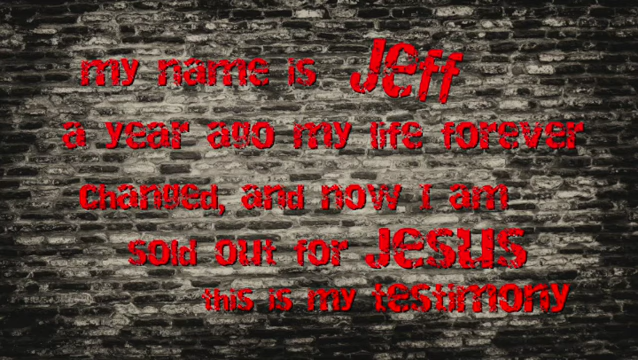 my name is Jeff
a year ago my life forever
changed, and now I am
sold out for Jesus
this is my testimony